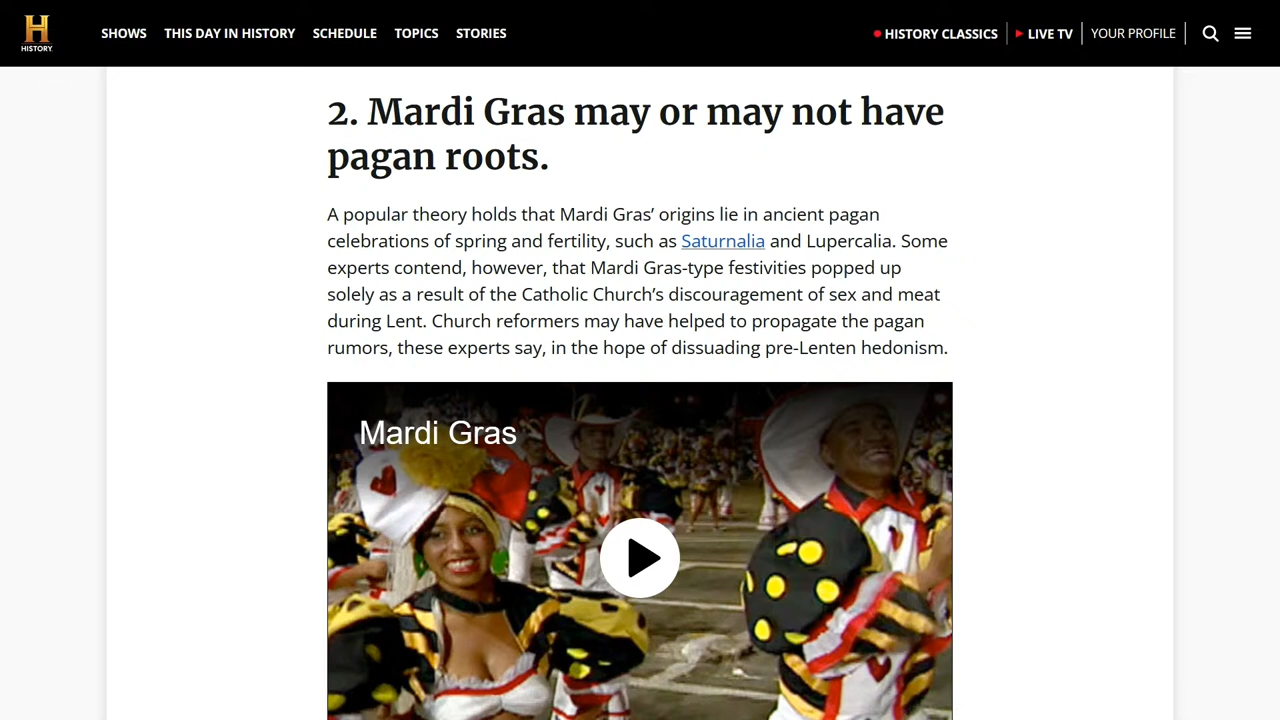 HISTORY
SHOWS THIS DAY IN HISTORY SCHEDULE TOPICS STORIES HISTORY CLASSICS LIVE TV YOUR PROFILE
2. Mardi Gras may or may not have
pagan roots.
A popular theory holds that Mardi Gras’ origins lie in ancient pagan
celebrations of spring and fertility, such as Saturnalia and Lupercalia. Some
experts contend, however, that Mardi Gras-type festivities popped up
solely as a result of the Catholic Church’s discouragement of sex and meat
during Lent. Church reformers may have helped to propagate the pagan
rumors, these experts say, in the hope of dissuading pre-Lenten hedonism.
Mardi Gras